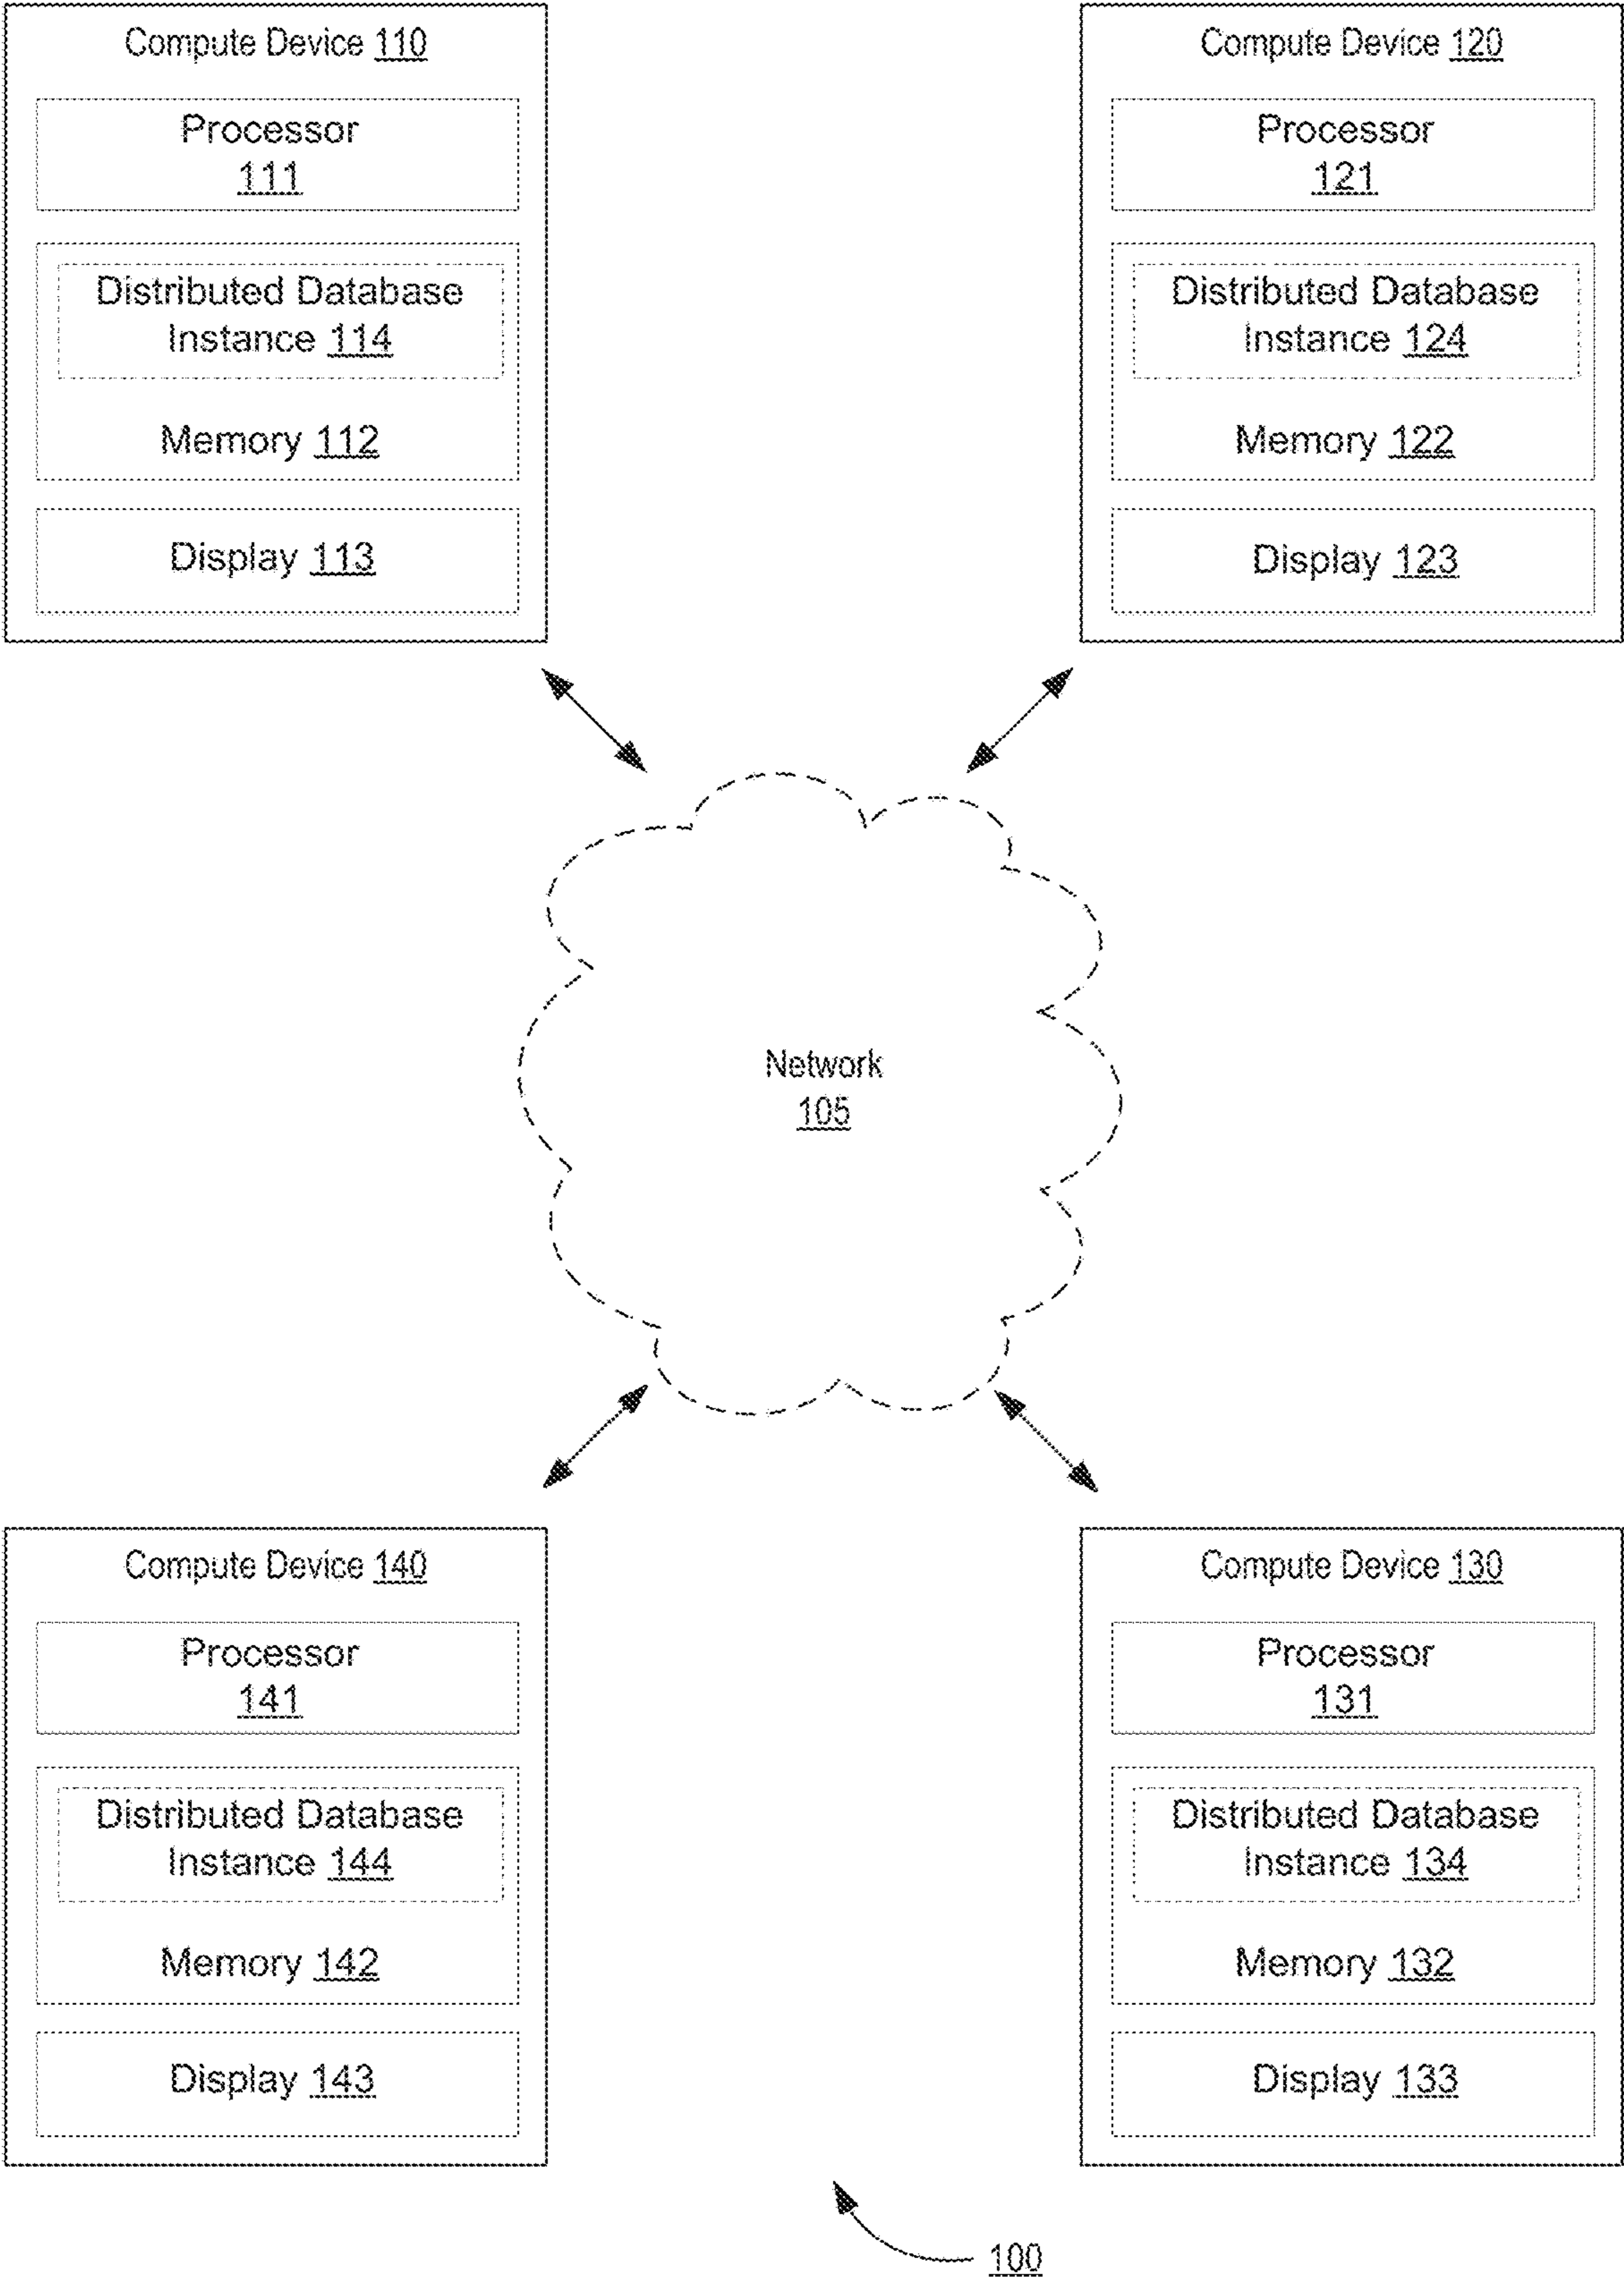 Compute Device 110
Processor
111
Distributed Database
Instance 114
Memory 112
Display 113
Compute Device 120
Processor
121
Distributed Database
Instance 124
Memory 122
Display 123
Network
105
Compute Device 140
Processor
141
Distributed Database
Instance 144
Memory 142
Display 143
Compute Device 130
Processor
131
Distributed Database
Instance 134
Memory 132
Display 133
100